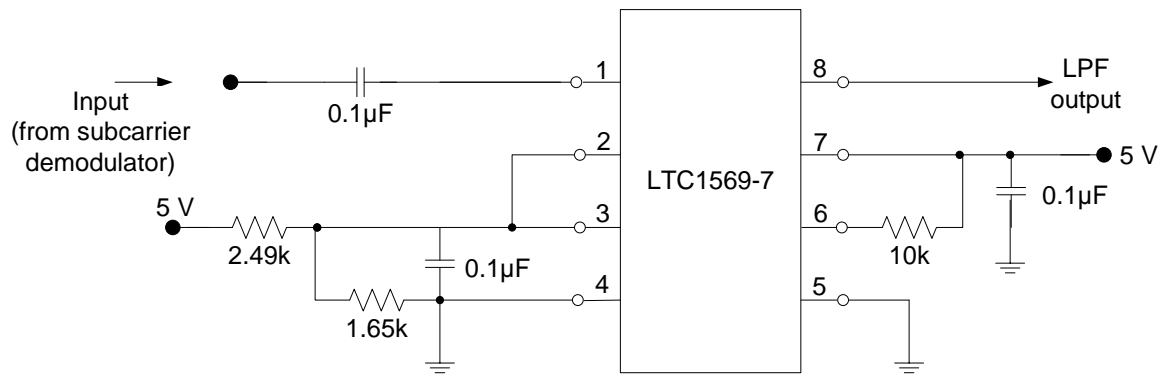 Input
(from subcarrier
demodulator)
0.1µF
1
2
3
4
5 V
2.49k
0.1µF
1.65k
LTC1569-7
8
7
6
5
LPF
output
5 V
0.1µF
10k